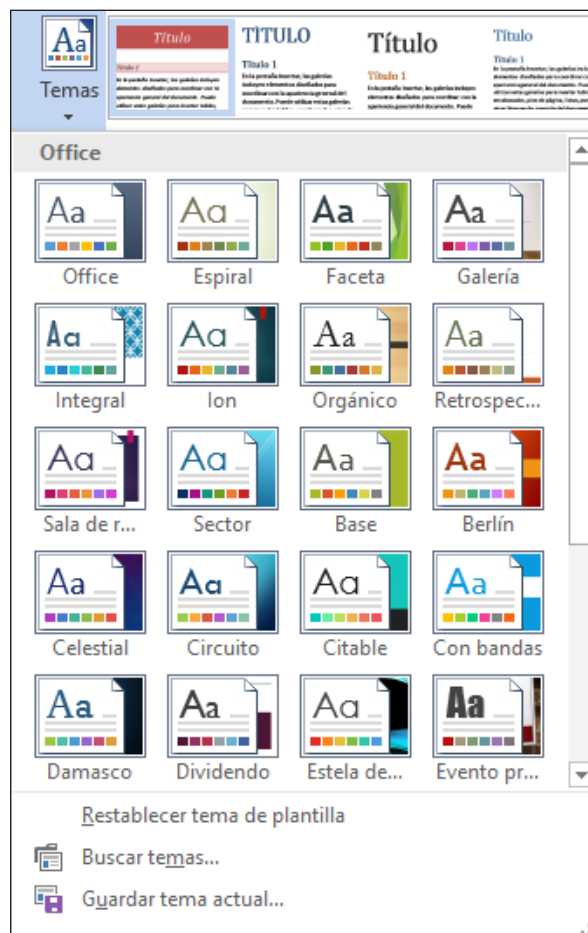 Temas
Título
Título 1
TÍTULO
Título 1
Título
Título 1
Título
Título 1
Office
Aa Aa Aa Aa
Office Espiral Faceta Galería
Aa Aa Aa Aa
Integral Ion Orgánico Retrospec...
Aa Aa Aa Aa
Sala de r... Sector Base Berlín
Aa Aa Aa Aa
Celestial Circuito Citable Con bandas
Aa Aa Aa Aa
Damasco Dividendo Estela de... Evento pr...
Restablecer tema de plantilla
Buscar temas...
Guardar tema actual...